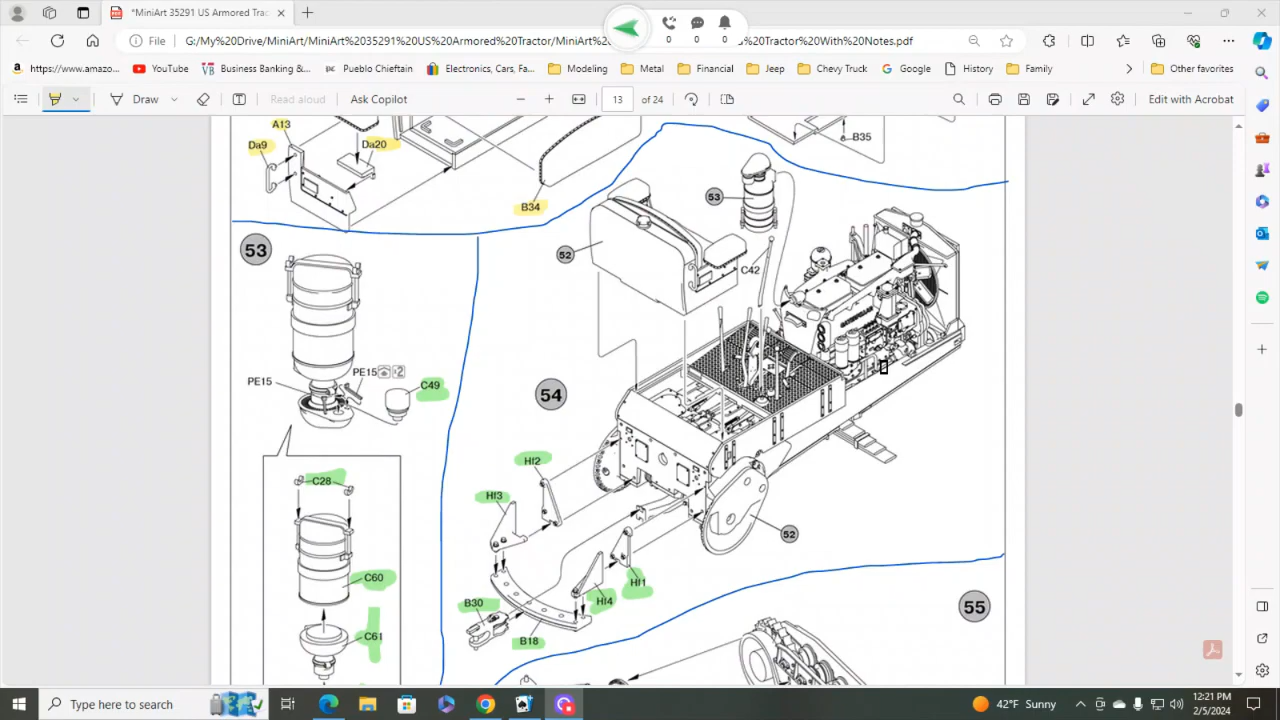 *MiniArt 35291 US Armored Trac
0 0 0
File G:/My%20Drive/MiniArt/MiniArt%2035291%20US%20Armored%20Tractor/MiniArt% %20Tractor%20With%20Notes.pdf
https://www.amazo... YouTube Business Banking &... Pueblo Chieftain Electronics, Cars, Fa... Modeling Metal Financial Jeep Chevy Truck Google History Family Other favorites
Draw Read aloud Ask Copilot 13 of 24 Edit with Acrobat
A13
Da9
Da20
B34
B35
53
52
53
C42
PE15
PE15
2
C49
54
C28
HI2
HI3
52
C60
HI1
HI4
B30
B18
C61
55
CATERPILLAR
Type here to search
42°F Sunny
12:21 PM
2/5/2024